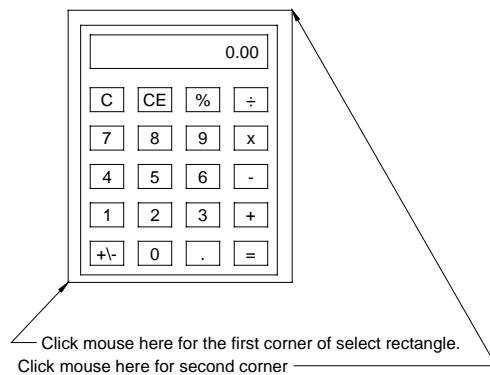 0.00
C CE % ÷
7 8 9 x
4 5 6 -
1 2 3 +
+\- 0 . =
Click mouse here for the first corner of select rectangle.
Click mouse here for second corner